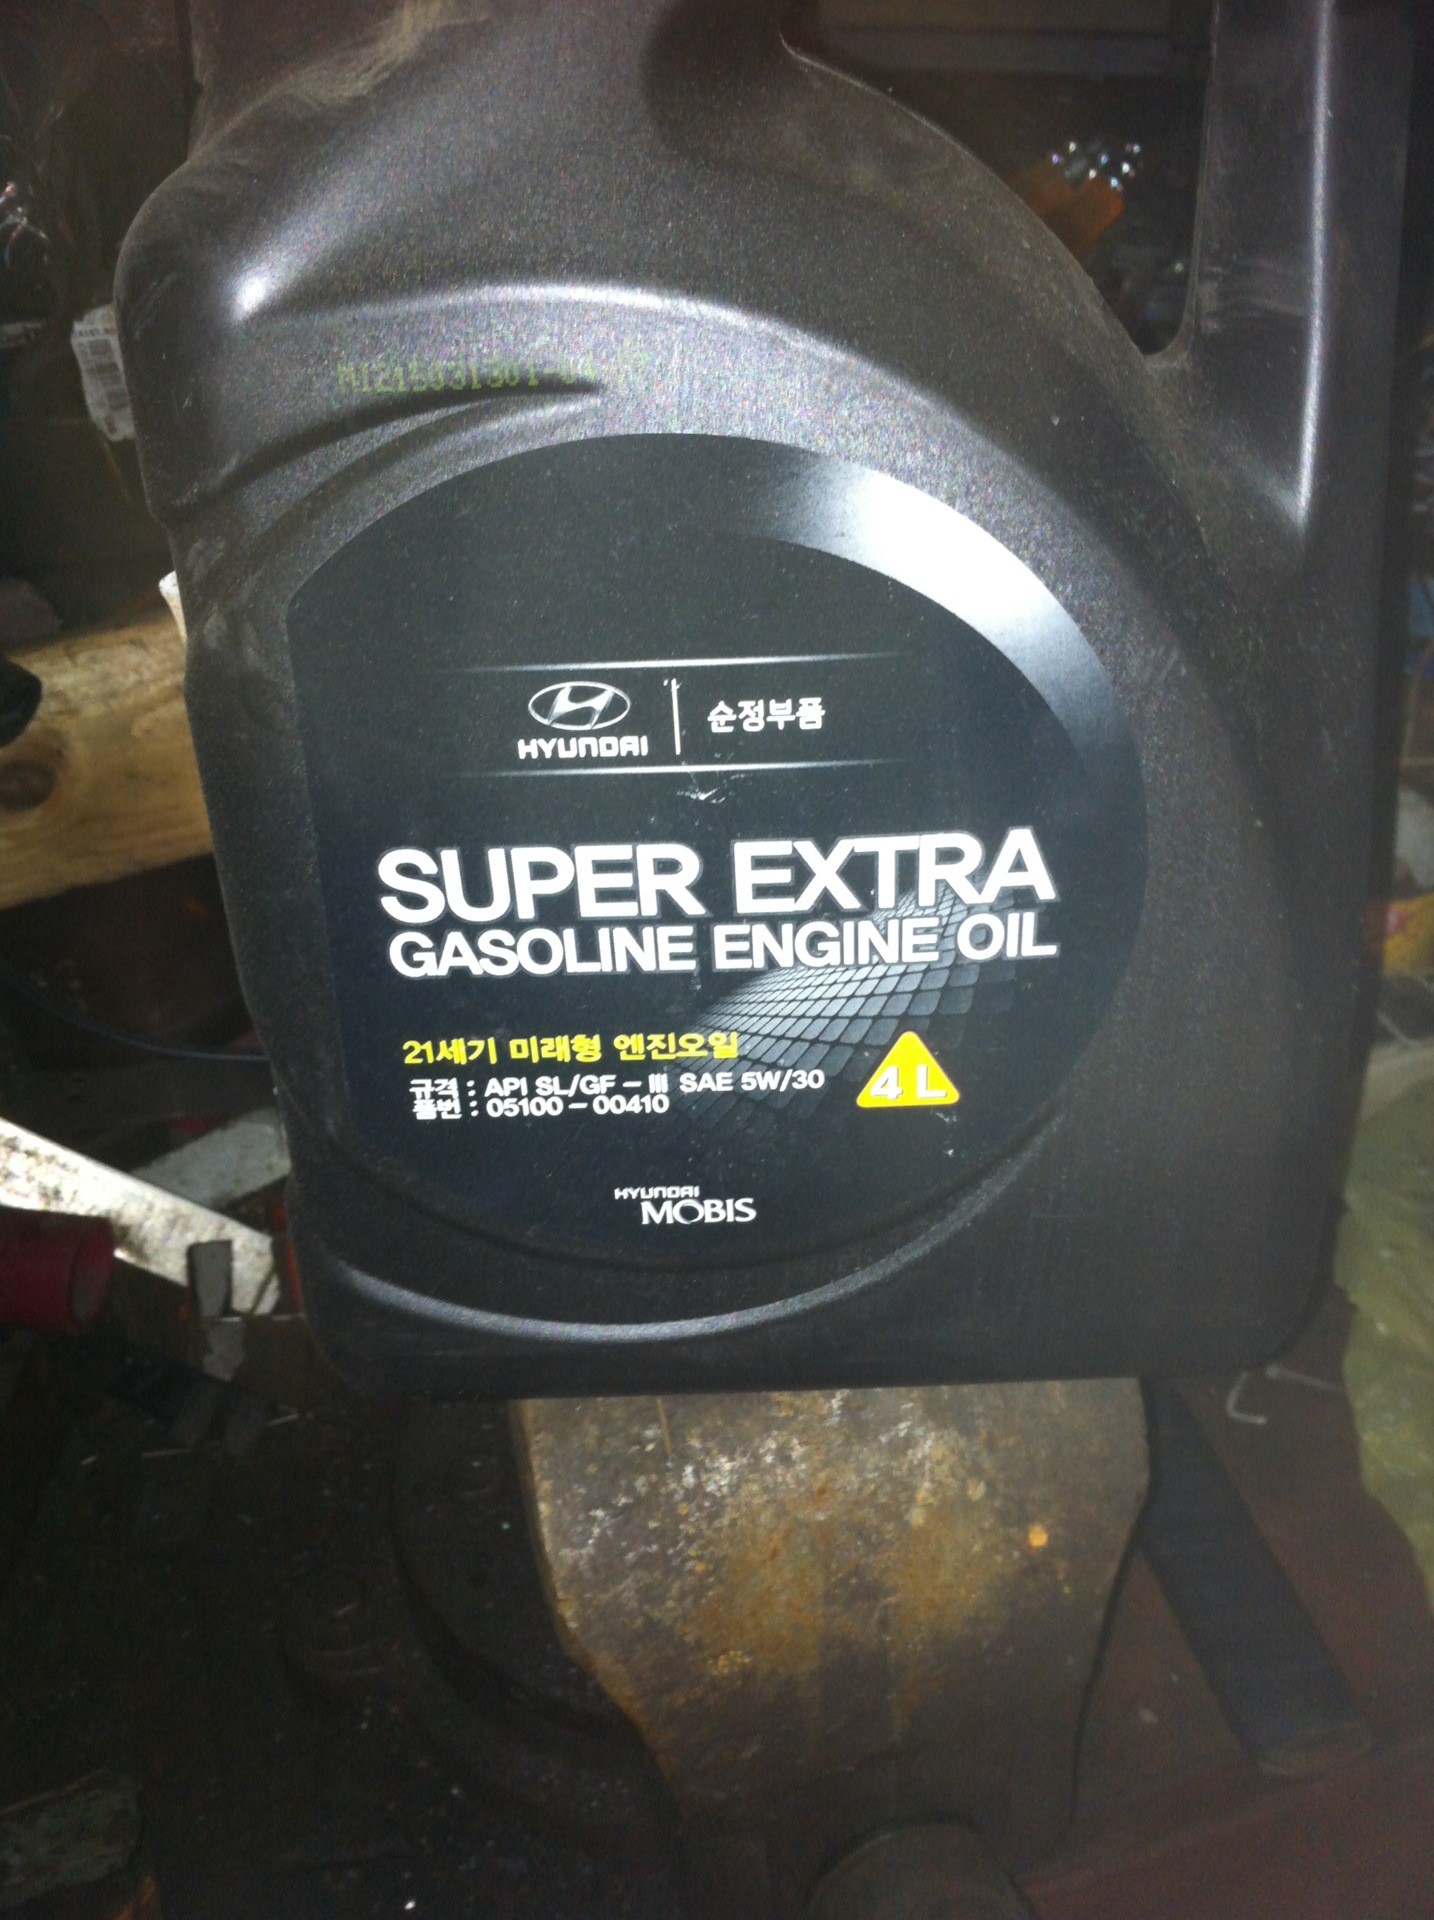 HYUNDAI 순정부품
SUPER EXTRA
GASOLINE ENGINE OIL
21세기 미래형 엔진오일
규격 : API SL/GF - III SAE 5W/30
품번 : 05100 - 00410
4 L
HYUNDAI
MOBIS